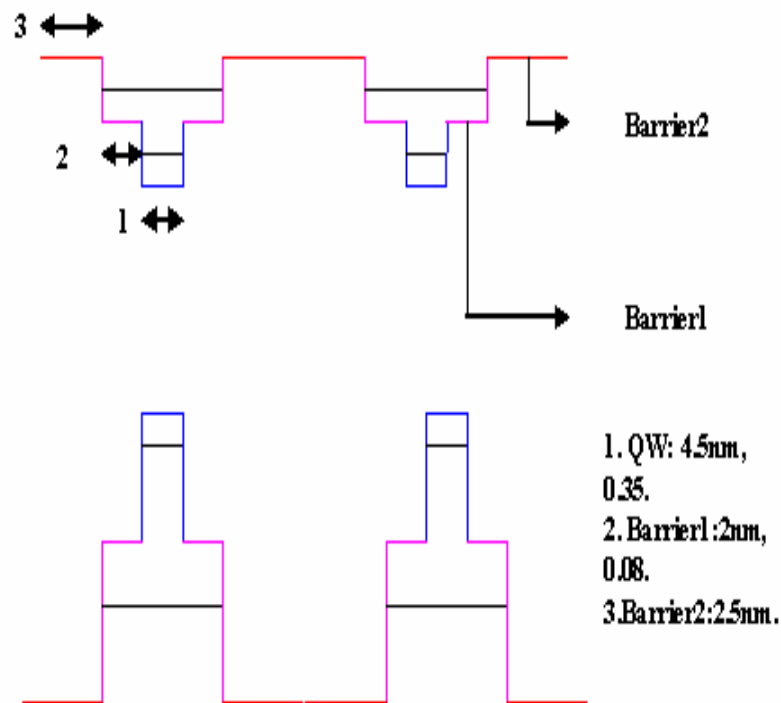 3
Barrier2
2
1
Barrier1
1. QW: 4.5nm,
0.35.
2. Barrier1:2nm,
0.08.
3.Barrier2:2.5nm.